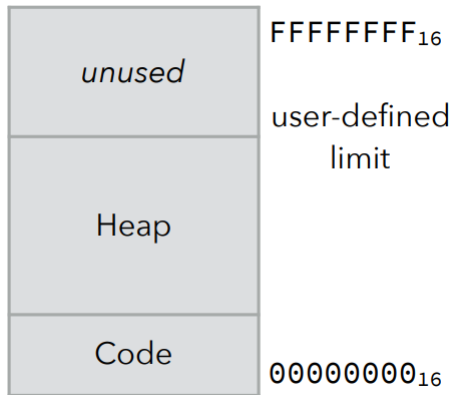 FFFFFFFF₁₆
unused
user-defined
limit
Heap
Code
00000000₁₆